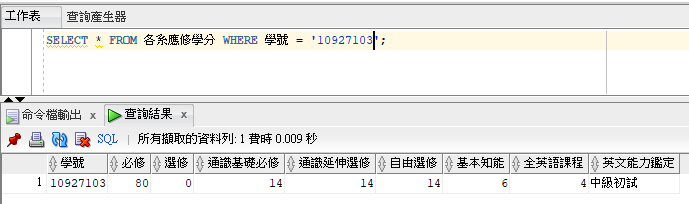 工作表 查詢產生器
SELECT * FROM 各系應修學分 WHERE 學號 = '10927103';
命令檔輸出 x 查詢結果 x
SQL | 所有擷取的資料列: 1 費時 0.009 秒
學號 必修 選修 通識基礎必修 通識延伸選修 自由選修 基本知能 全英語課程 英文能力鑑定
1 10927103 80 0 14 14 14 6 4 中級初試